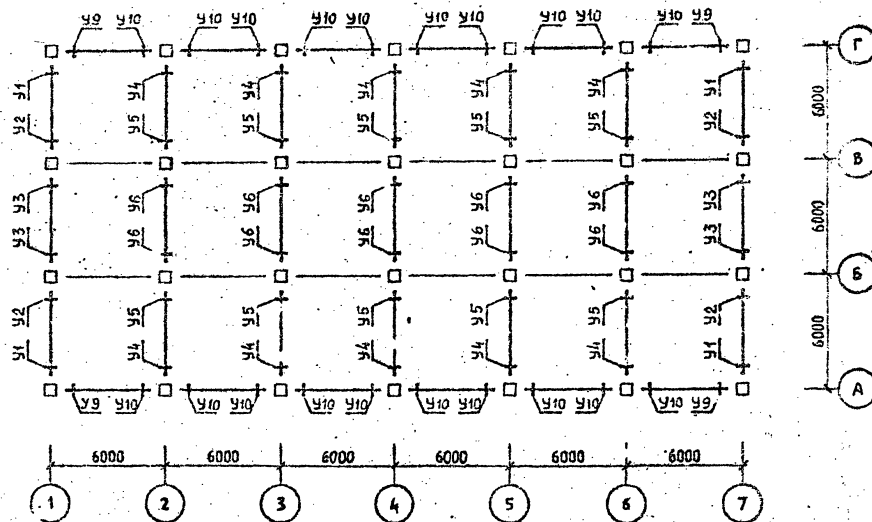 У9 У10 У10 У10 У10 У10 У10 У10 У10 У10 У10 У9
Г
У1 У4 У4 У4 У4 У4 У1
6000
У2 У5 У5 У5 У5 У5 У2
В
У3 У6 У6 У6 У6 У6 У3
6000
У3 У6 У6 У6 У6 У6 У3
Б
У2 У5 У5 У6 У5 У5 У2
6000
У1 У4 У4 У4 У4 У4 У1
А
У9 У10 У10 У10 У10 У10 У10 У10 У10 У10 У10 У9
6000 6000 6000 6000 6000 6000
1 2 3 4 5 6 7